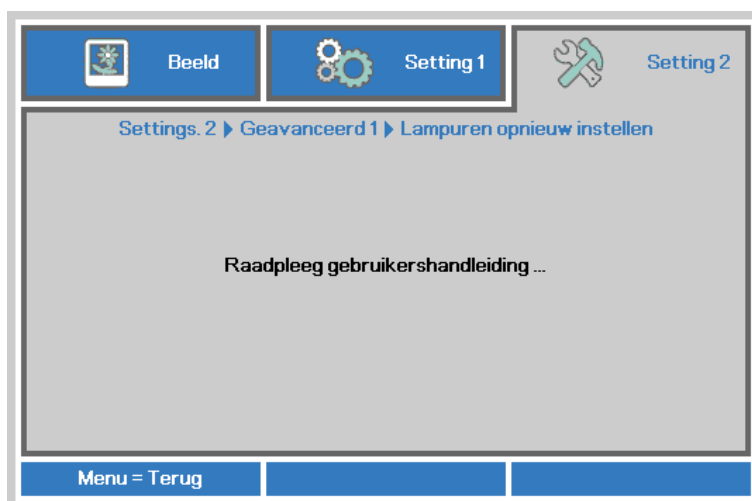 Beeld
Setting 1
Setting 2
Settings. 2 ▶ Geavanceerd 1 ▶ Lampuren opnieuw instellen
Raadpleeg gebruikershandleiding ...
Menu = Terug